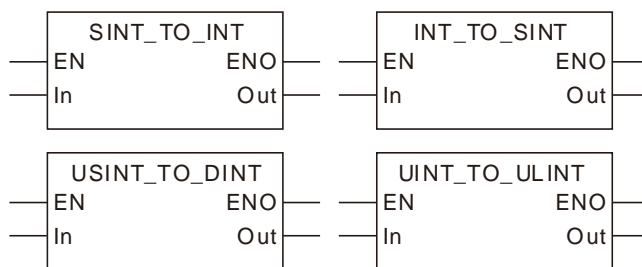 SINT_TO_INT
EN ENO
In Out
INT_TO_SINT
EN ENO
In Out
USINT_TO_DINT
EN ENO
In Out
UINT_TO_ULINT
EN ENO
In Out